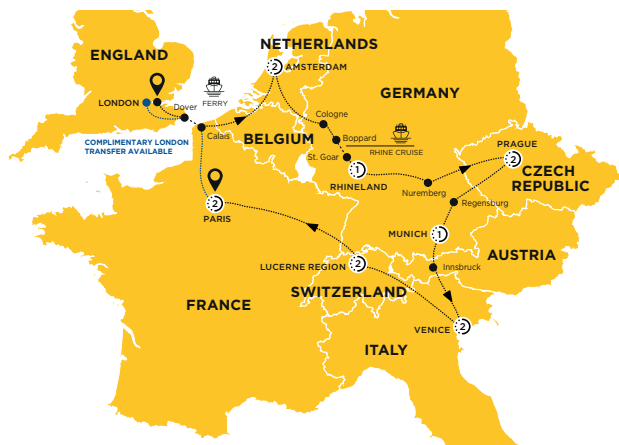 ENGLAND
NETHERLANDS
2
AMSTERDAM
LONDON
Dover
FERRY
Calais
COMPLIMENTARY LONDON
TRANSFER AVAILABLE
BELGIUM
GERMANY
Cologne
Boppard
RHINE CRUISE
St. Goar
1
RHINELAND
Nuremberg
PRAGUE
2
CZECH
REPUBLIC
Regensburg
MUNICH
1
AUSTRIA
Innsbruck
2
PARIS
LUCERNE REGION
2
SWITZERLAND
FRANCE
VENICE
2
ITALY